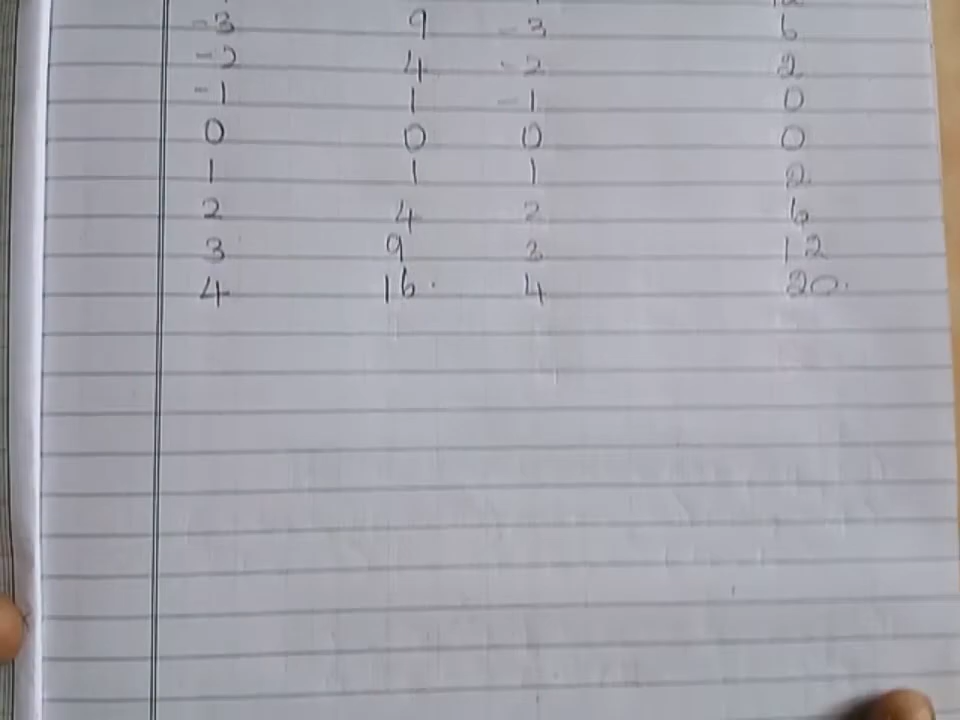 -3 9 -3 6
-2 4 -2 2
-1 1 -1 0
0 0 0 0
1 1 1 2
2 4 2 6
3 9 3 12
4 16. 4 20.